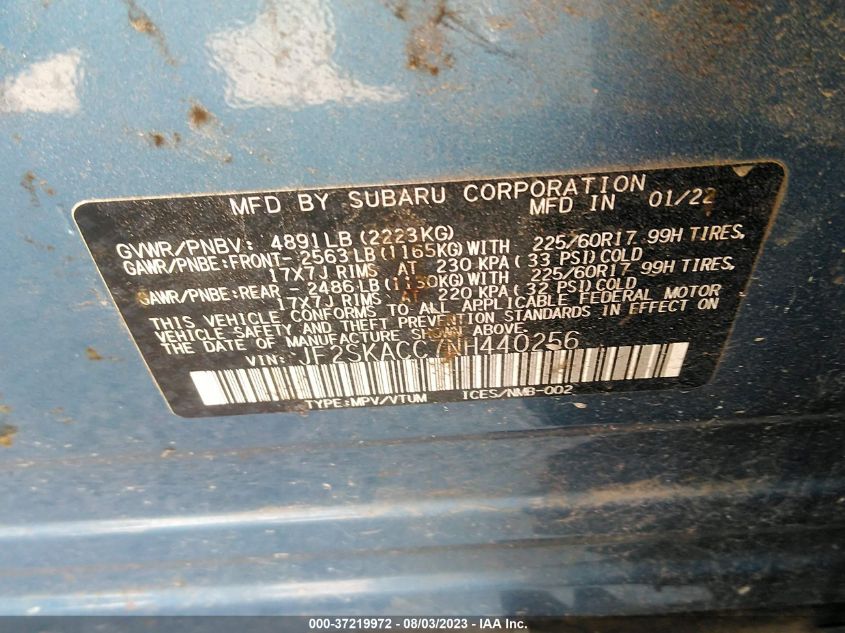 MFD BY SUBARU CORPORATION
MFD IN 01/22
GVWR/PNBV: 4891LB (2223KG)
GAWR/PNBE:FRONT- 2563LB (1165KG) WITH 225/60R17 99H TIRES,
17X7J RIMS AT 230 KPA ( 33 PSI) COLD
GAWR/PNBE:REAR - 2486LB (1130KG) WITH 225/60R17 99H TIRES,
17X7J RIMS AT 220 KPA ( 32 PSI) COLD
THIS VEHICLE CONFORMS TO ALL APPLICABLE FEDERAL MOTOR
VEHICLE SAFETY AND THEFT PREVENTION STANDARDS IN EFFECT ON
THE DATE OF MANUFACTURE SHOWN ABOVE.
VIN: JF2SKACC7NH440256
TYPE:MPV/VTUM ICES/NMB-002
000-37219972 - 08/03/2023 - IAA Inc.